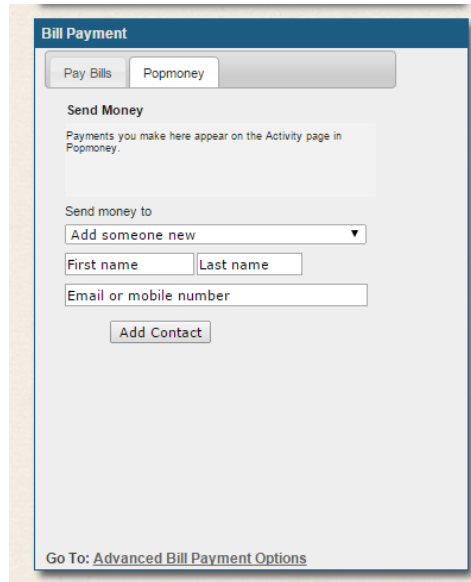 Bill Payment
Pay Bills Popmoney
Send Money
Payments you make here appear on the Activity page in
Popmoney.
Send money to
Add someone new
First name Last name
Email or mobile number
Add Contact
Go To: Advanced Bill Payment Options